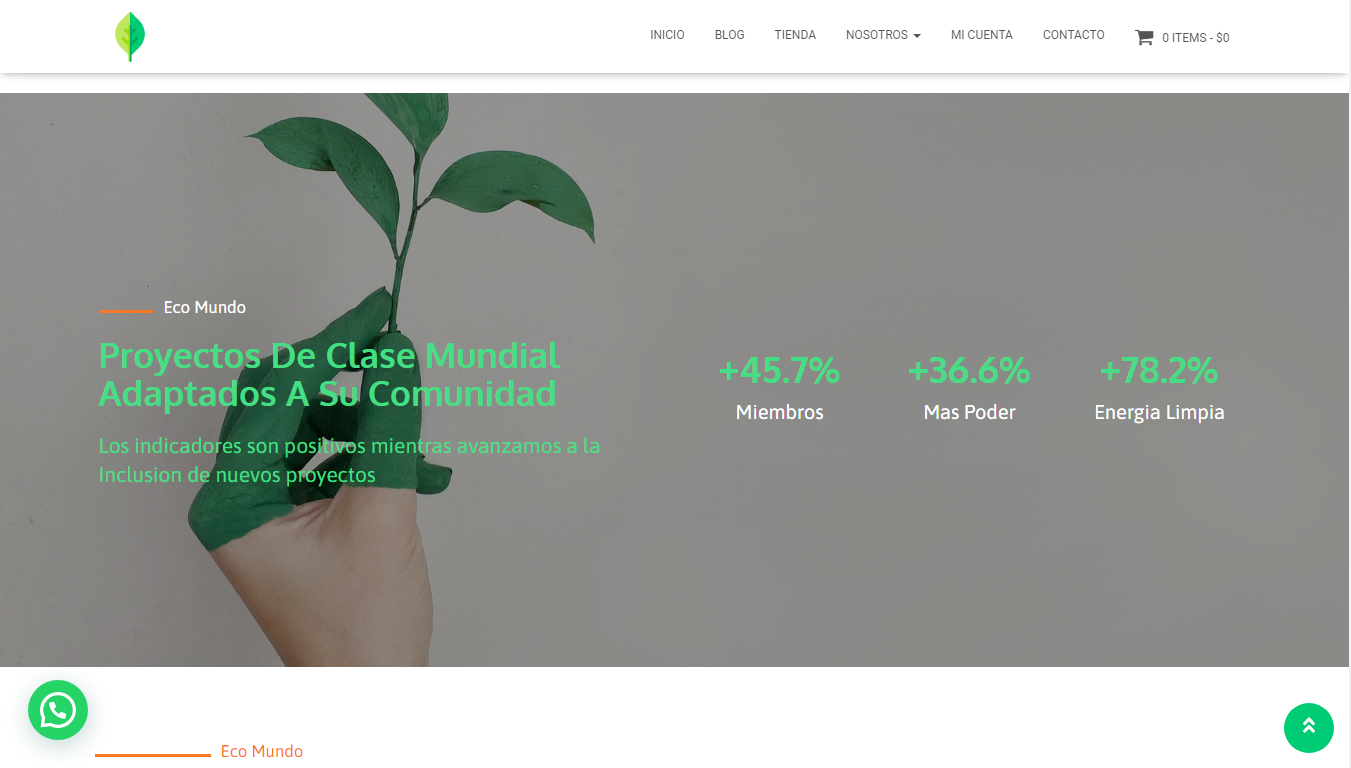 INICIO
BLOG
TIENDA
NOSOTROS
MI CUENTA
CONTACTO
0 ITEMS - $0
Eco Mundo
Proyectos De Clase Mundial
Adaptados A Su Comunidad
Los indicadores son positivos mientras avanzamos a la
Inclusion de nuevos proyectos
+45.7%
Miembros
+36.6%
Mas Poder
+78.2%
Energia Limpia
Eco Mundo